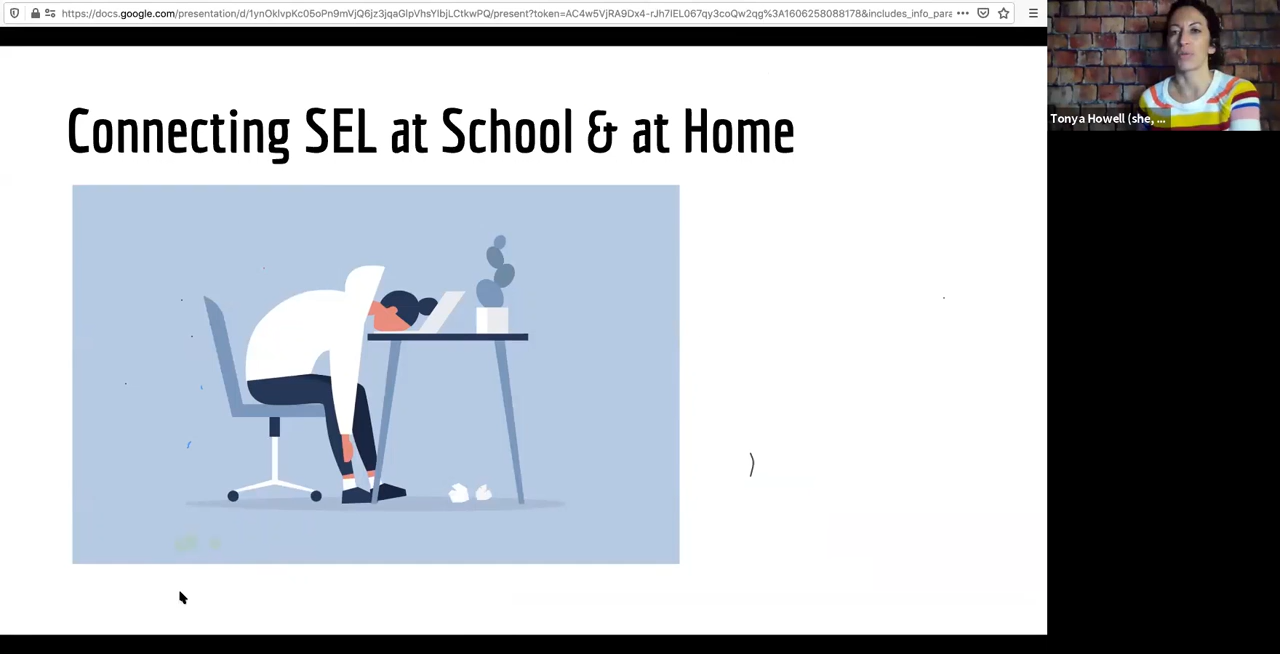 https://docs.google.com/presentation/d/1ynOklvpKc05oPn9mVjQ6jz3jqaGlpVhsYlbjLCtkwPQ/present?token=AC4w5VjRA9Dx4-rJh7IEL067qy3coQw2qg%3A1606258088178&includes_info_para
Tonya Howell (she, ...
Connecting SEL at School & at Home